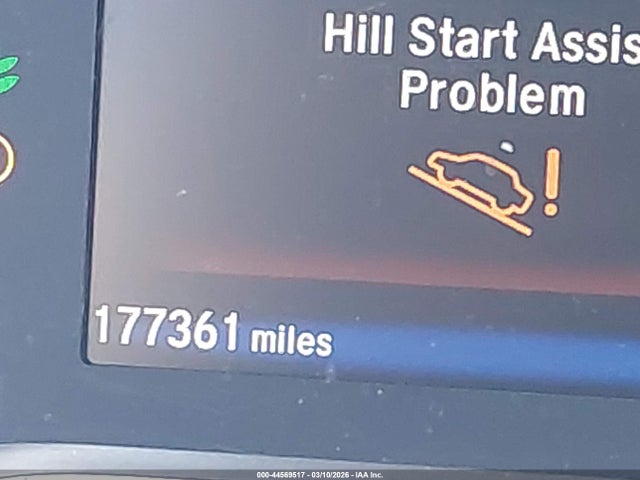 Hill Start Assis
Problem
177361 miles
000-44569517 - 03/10/2026 - IAA Inc.